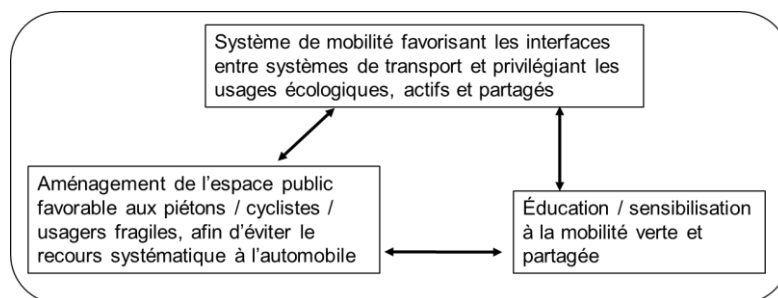 Système de mobilité favorisant les interfaces
entre systèmes de transport et privilégiant les
usages écologiques, actifs et partagés
Aménagement de l'espace public
favorable aux piétons / cyclistes /
usagers fragiles, afin d'éviter le
recours systématique à l'automobile
Éducation / sensibilisation
à la mobilité verte et
partagée